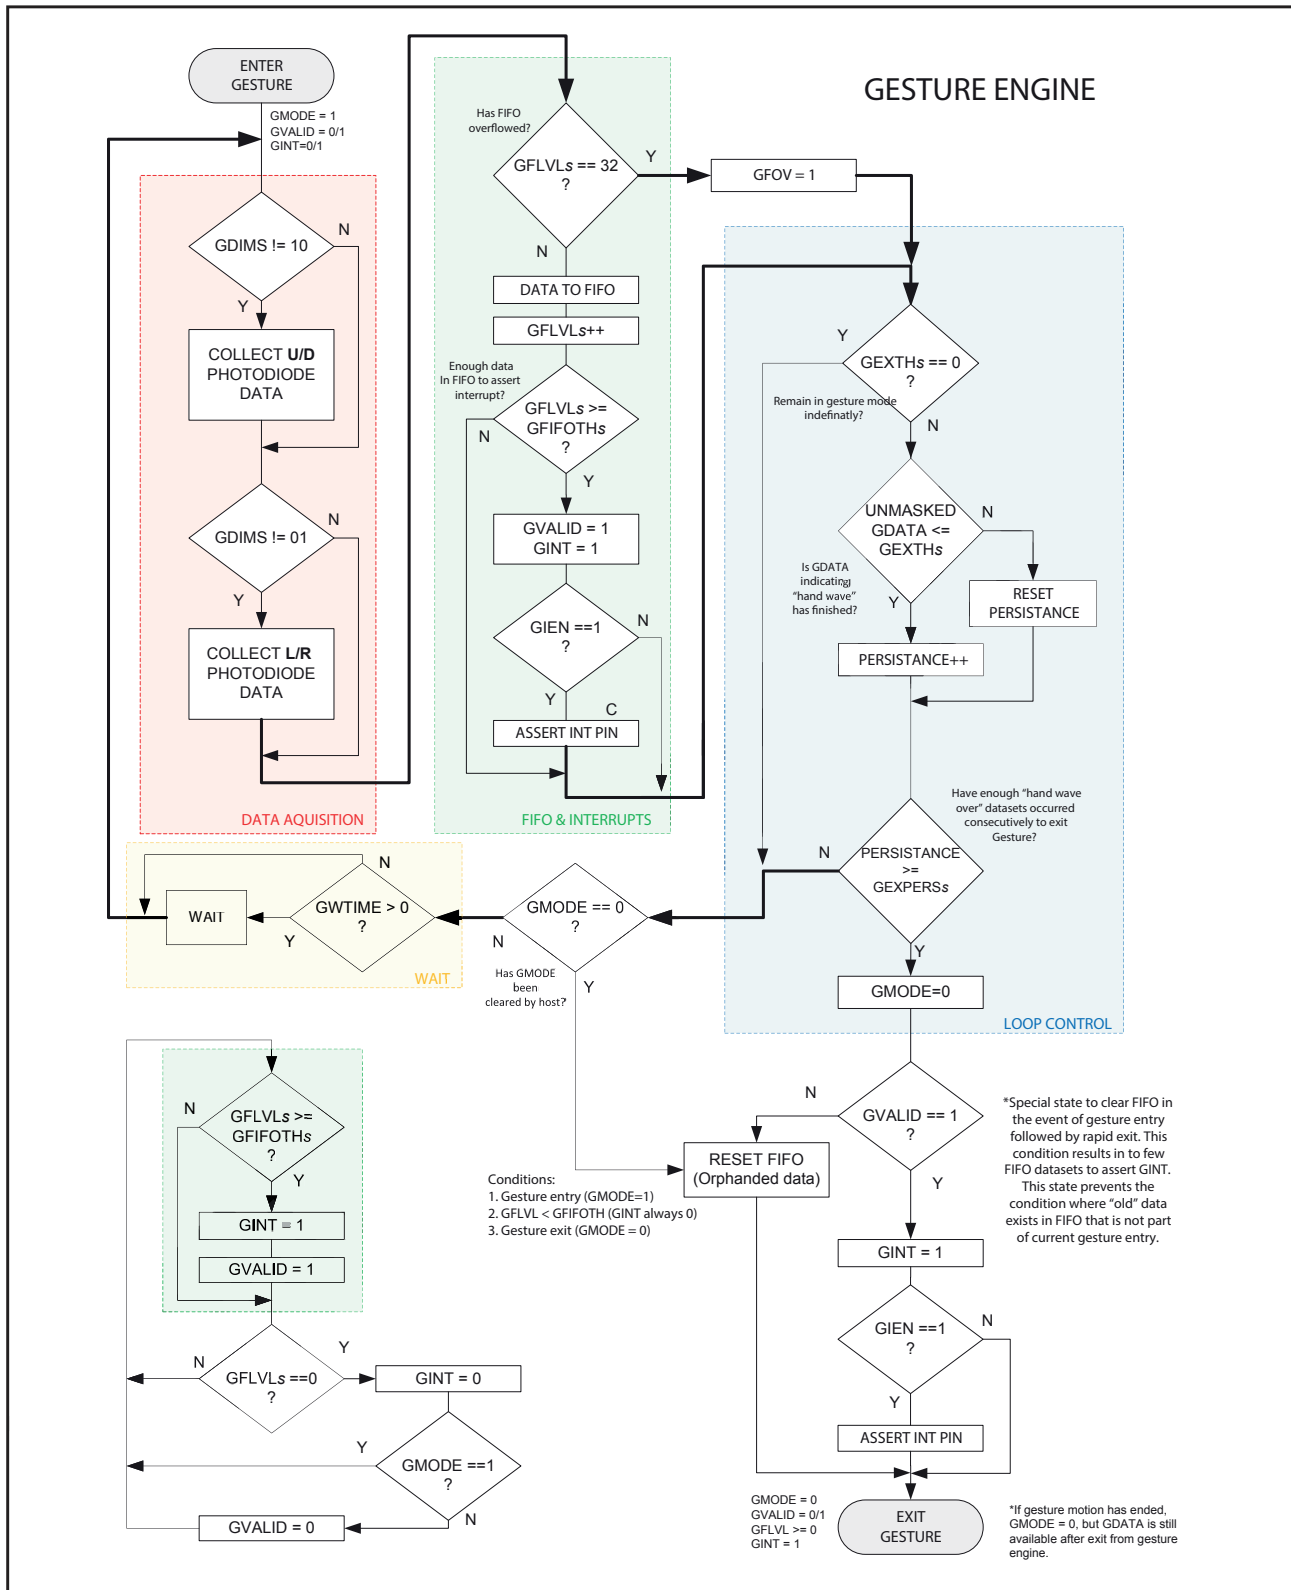 GESTURE ENGINE
ENTER
GESTURE
GMODE = 1
GVALID = 0/1
GINT=0/1
GDIMS != 10
N
Y
COLLECT U/D
PHOTODIODE
DATA
GDIMS != 01
N
Y
COLLECT L/R
PHOTODIODE
DATA
DATA AQUISITION
Has FIFO
overflowed?
GFLVLs == 32
?
Y
N
GFOV = 1
DATA TO FIFO
GFLVLs++
Enough data
In FIFO to assert
interrupt?
GFLVLs >=
GFIFOTHs
?
N
Y
GVALID = 1
GINT = 1
GIEN ==1
?
N
Y
C
ASSERT INT PIN
FIFO & INTERRUPTS
Y
GEXTHs == 0
?
Remain in gesture mode
indefinatly?
N
UNMASKED
GDATA <=
GEXTHs
N
Is GDATA
indicating
"hand wave"
has finished?
Y
RESET
PERSISTANCE
PERSISTANCE++
Have enough "hand wave
over" datasets occurred
consecutively to exit
Gesture?
N
PERSISTANCE
>=
GEXPERSs
Y
GMODE=0
LOOP CONTROL
N
GWTIME > 0
?
Y
WAIT
WAIT
GMODE == 0
?
N
Y
Has GMODE
been
cleared by host?
GFLVLs >=
GFIFOTHs
?
N
Y
GINT = 1
GVALID = 1
N
GFLVLs ==0
?
Y
GINT = 0
Y
GMODE ==1
?
N
GVALID = 0
Conditions:
1. Gesture entry (GMODE=1)
2. GFLVL < GFIFOTH (GINT always 0)
3. Gesture exit (GMODE = 0)
N
GVALID == 1
?
Y
RESET FIFO
(Orphanded data)
*Special state to clear FIFO in
the event of gesture entry
followed by rapid exit. This
condition results in to few
FIFO datasets to assert GINT.
This state prevents the
condition where "old" data
exists in FIFO that is not part
of current gesture entry.
GINT = 1
GIEN ==1
?
N
Y
ASSERT INT PIN
GMODE = 0
GVALID = 0/1
GFLVL >= 0
GINT = 1
EXIT
GESTURE
*If gesture motion has ended,
GMODE = 0, but GDATA is still
available after exit from gesture
engine.